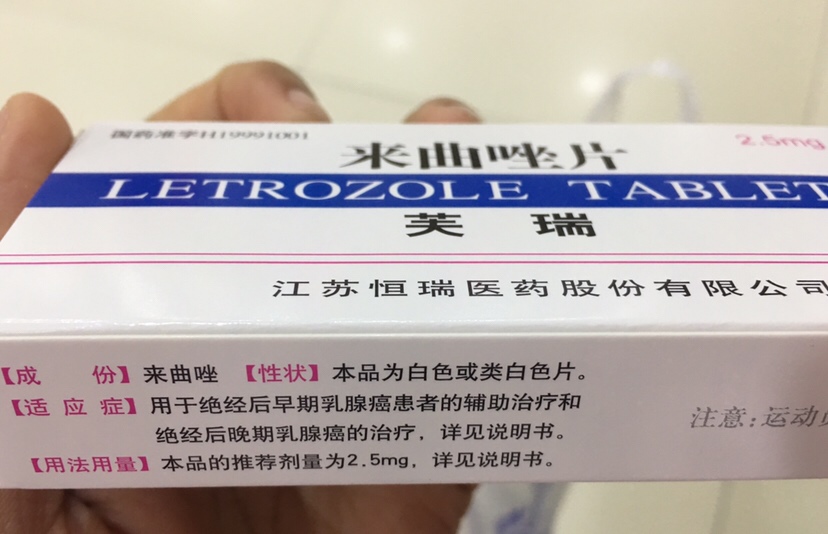 国药准字H19991001
来曲唑片
2.5mg
LETROZOLE TABLET
芙瑞
江苏恒瑞医药股份有限公司
【成份】来曲唑 【性状】本品为白色或类白色片。
【适应症】用于绝经后早期乳腺癌患者的辅助治疗和
绝经后晚期乳腺癌的治疗，详见说明书。
注意:运动员
【用法用量】本品的推荐剂量为2.5mg，详见说明书。